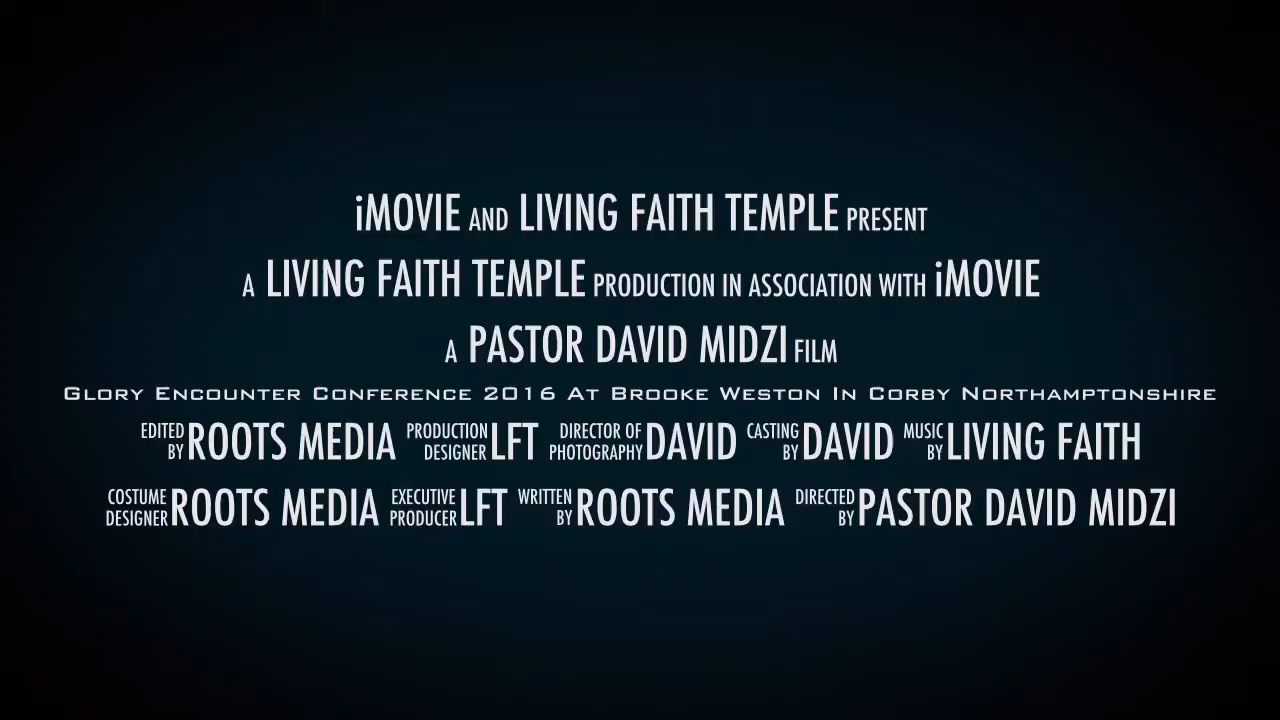 iMOVIE AND LIVING FAITH TEMPLE PRESENT
A LIVING FAITH TEMPLE PRODUCTION IN ASSOCIATION WITH iMOVIE
A PASTOR DAVID MIDZI FILM
GLORY ENCOUNTER CONFERENCE 2016 AT BROOKE WESTON IN CORBY NORTHAMPTONSHIRE
EDITED BY ROOTS MEDIA PRODUCTION DESIGNER LFT DIRECTOR OF PHOTOGRAPHY DAVID CASTING BY DAVID MUSIC BY LIVING FAITH
COSTUME DESIGNER ROOTS MEDIA EXECUTIVE PRODUCER LFT WRITTEN BY ROOTS MEDIA DIRECTED BY PASTOR DAVID MIDZI